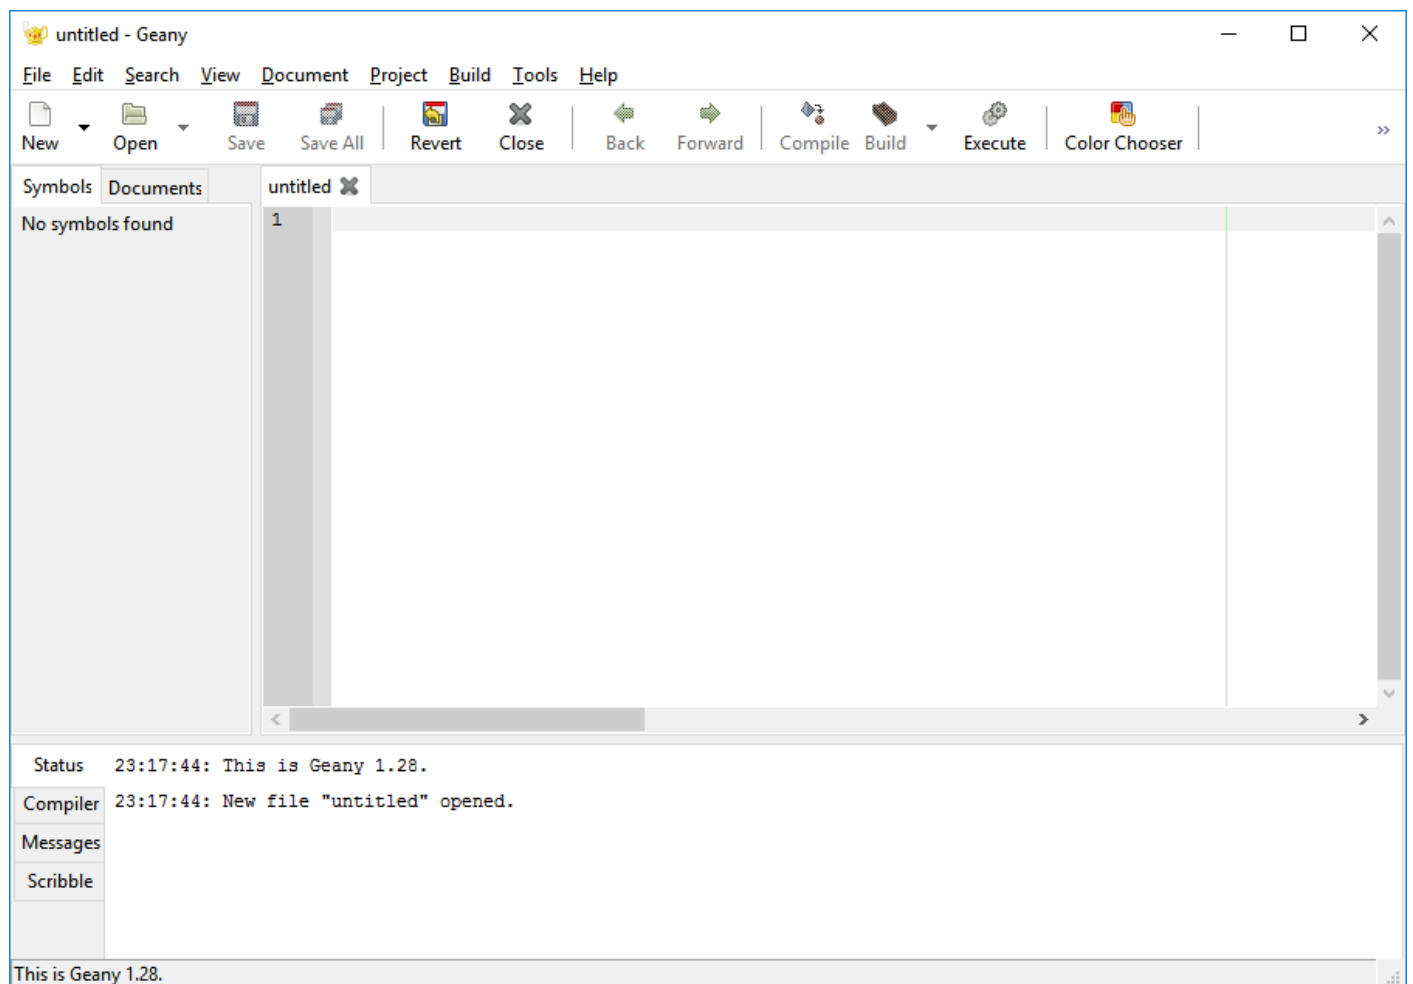 untitled - Geany
File Edit Search View Document Project Build Tools Help
New Open Save Save All Revert Close Back Forward Compile Build Execute Color Chooser »
Symbols Documents untitled
No symbols found 1
Status 23:17:44: This is Geany 1.28.
Compiler 23:17:44: New file "untitled" opened.
Messages
Scribble
This is Geany 1.28.